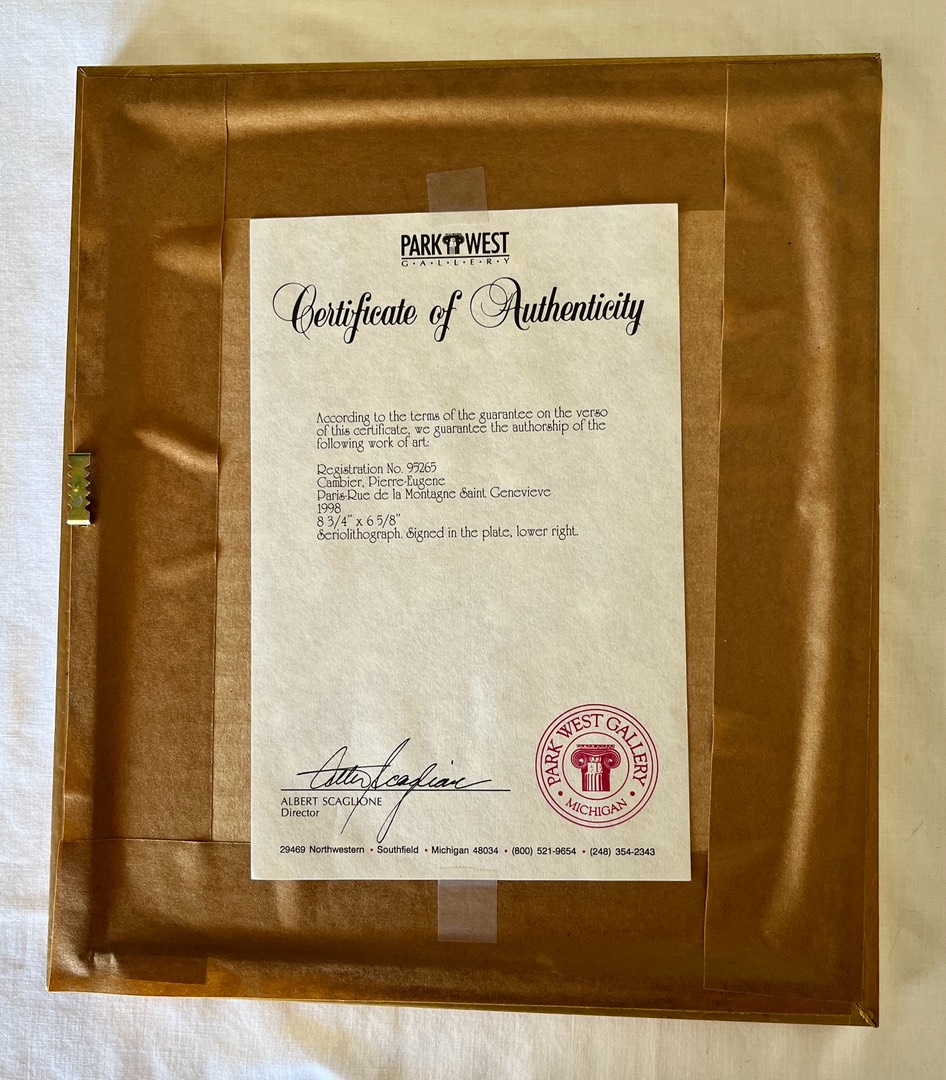 PARK WEST
G·A·L·L·E·R·Y
Certificate of Authenticity
According to the terms of the guarantee on the verso
of this certificate, we guarantee the authorship of the
following work of art:
Registration No. 95265
Cambier, Pierre-Eugene
Paris-Rue de la Montagne Saint Genevieve
1998
8 3/4" x 6 5/8"
Seriolithograph. Signed in the plate, lower right.
Albert Scaglione
ALBERT SCAGLIONE
Director
PARK WEST GALLERY
• MICHIGAN •
29469 Northwestern • Southfield • Michigan 48034 • (800) 521-9654 • (248) 354-2343